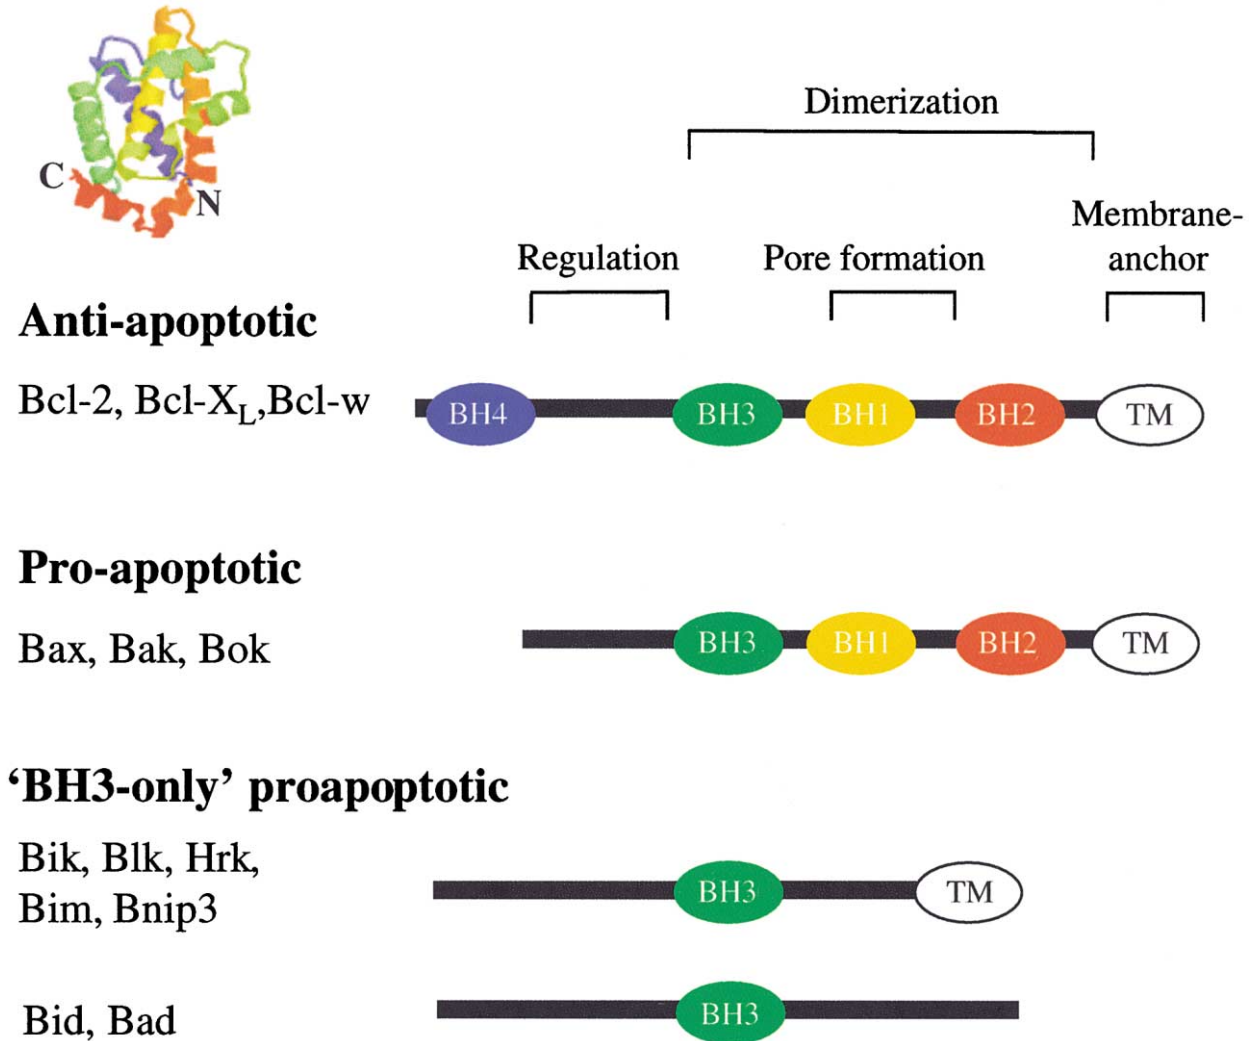 C
N
Dimerization
Membrane-
anchor
Regulation
Pore formation
Anti-apoptotic
Bcl-2, Bcl-X_L,Bcl-w
BH4 BH3 BH1 BH2 TM
Pro-apoptotic
Bax, Bak, Bok
BH3 BH1 BH2 TM
‘BH3-only’ proapoptotic
Bik, Blk, Hrk,
Bim, Bnip3
BH3 TM
Bid, Bad
BH3